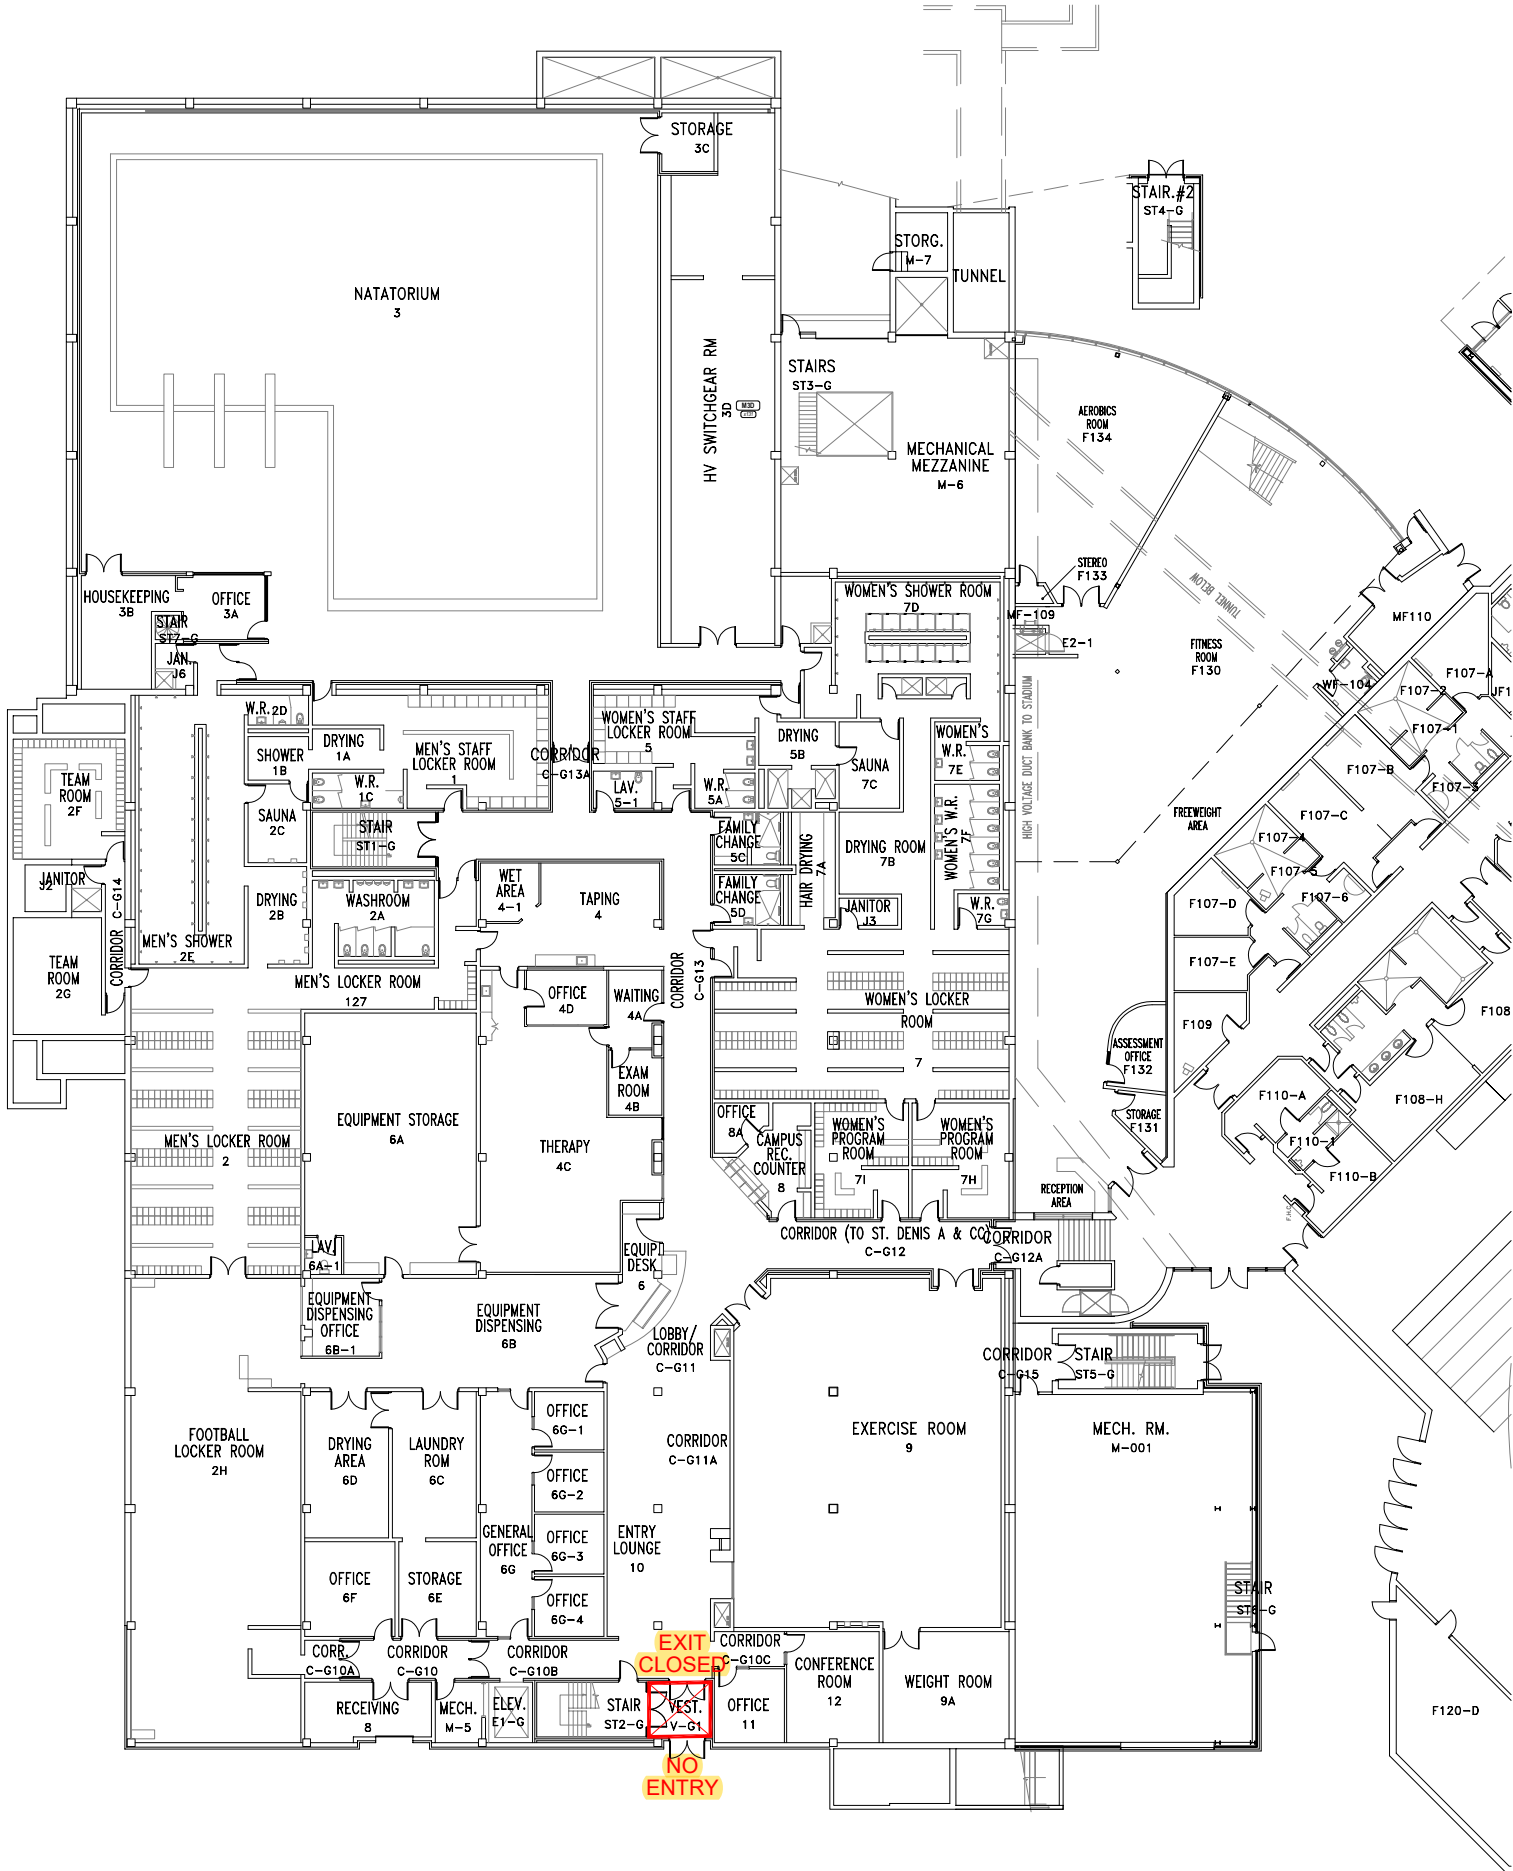 STORAGE
3C
STAIR.#2
ST4-G
STORG.
M-7
TUNNEL
NATATORIUM
3
HV SWITCHGEAR RM
3D
M3D
STAIRS
ST3-G
MECHANICAL
MEZZANINE
M-6
AEROBICS
ROOM
F134
STEREO
F133
MF-109
E2-1
TUNNEL BELOW
FITNESS
ROOM
F130
MF110
WF-104
F107-A
F107-2
F107-1
F107-B
F107-3
F107-C
F107-4
F107-5
F107-6
F107-D
F107-E
FREEWEIGHT
AREA
HIGH VOLTAGE DUCT BANK TO STADIUM
HOUSEKEEPING
3B
OFFICE
3A
STAIR
ST7-G
JAN.
J6
WOMEN'S SHOWER ROOM
7D
W.R. 2D
SHOWER
1B
DRYING
1A
MEN'S STAFF
LOCKER ROOM
1
W.R.
1C
CORRIDOR
C-G13A
WOMEN'S STAFF
LOCKER ROOM
5
LAV.
5-1
W.R.
5A
DRYING
5B
SAUNA
7C
WOMEN'S
W.R.
7E
WOMEN'S W.R.
7F
TEAM
ROOM
2F
SAUNA
2C
STAIR
ST1-G
FAMILY
CHANGE
5C
FAMILY
CHANGE
5D
HAIR DRYING
7A
DRYING ROOM
7B
JANITOR
J3
W.R.
7G
JANITOR
J2
CORRIDOR C-G14
DRYING
2B
WASHROOM
2A
WET
AREA
4-1
TAPING
4
MEN'S SHOWER
2E
TEAM
ROOM
2G
MEN'S LOCKER ROOM
127
OFFICE
4D
WAITING
4A
CORRIDOR
C-G13
WOMEN'S LOCKER
ROOM
7
EXAM
ROOM
4B
F109
F108
ASSESSMENT
OFFICE
F132
STORAGE
F131
F110-A
F110-1
F110-B
F108-H
EQUIPMENT STORAGE
6A
MEN'S LOCKER ROOM
2
THERAPY
4C
OFFICE
8A
CAMPUS
REC.
COUNTER
8
WOMEN'S
PROGRAM
ROOM
7I
WOMEN'S
PROGRAM
ROOM
7H
RECEPTION
AREA
F.H.C.
CORRIDOR (TO ST. DENIS A & CC)
C-G12
CORRIDOR
C-G12A
LAV.
6A-1
EQUIP.
DESK
6
EQUIPMENT
DISPENSING
OFFICE
6B-1
EQUIPMENT
DISPENSING
6B
LOBBY/
CORRIDOR
C-G11
CORRIDOR
C-G15
STAIR
ST5-G
FOOTBALL
LOCKER ROOM
2H
DRYING
AREA
6D
LAUNDRY
ROM
6C
OFFICE
6G-1
OFFICE
6G-2
OFFICE
6G-3
OFFICE
6G-4
GENERAL
OFFICE
6G
CORRIDOR
C-G11A
ENTRY
LOUNGE
10
EXERCISE ROOM
9
MECH. RM.
M-001
STAIR
ST6-G
OFFICE
6F
STORAGE
6E
CORR.
C-G10A
CORRIDOR
C-G10
CORRIDOR
C-G10B
EXIT
CLOSED
CORRIDOR
C-G10C
CONFERENCE
ROOM
12
WEIGHT ROOM
9A
RECEIVING
8
MECH.
M-5
ELEV.
E1-G
STAIR
ST2-G
VEST.
V-G1
OFFICE
11
F120-D
NO
ENTRY